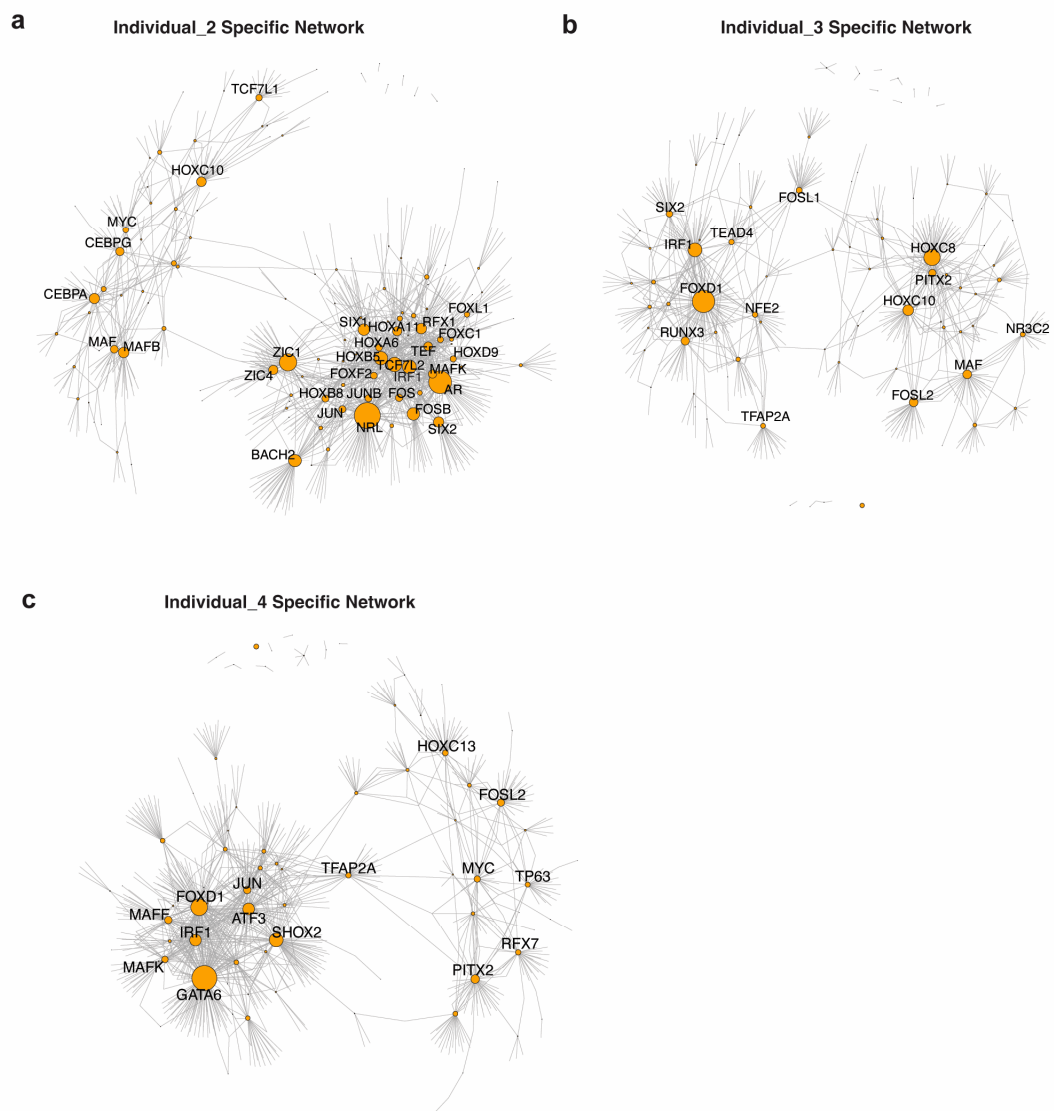 a
Individual_2 Specific Network
TCF7L1
HOXC10
MYC
CEBPG
CEBPA
MAF
MAFB
FOXL1
SIX1
HOXA11
RFX1
FOXC1
HOXA6
TEF
ZIC1
HOXB5
HOXD9
TCF7L2
ZIC4
FOXF2
IRF1
MAFK
AR
HOXB8
JUNB
FOS
JUN
FOSB
NRL
SIX2
BACH2
b
Individual_3 Specific Network
FOSL1
SIX2
TEAD4
IRF1
HOXC8
PITX2
FOXD1
HOXC10
NFE2
RUNX3
NR3C2
MAF
FOSL2
TFAP2A
c
Individual_4 Specific Network
HOXC13
FOSL2
TFAP2A
MYC
TP63
JUN
FOXD1
MAFF
ATF3
IRF1
SHOX2
RFX7
MAFK
PITX2
GATA6